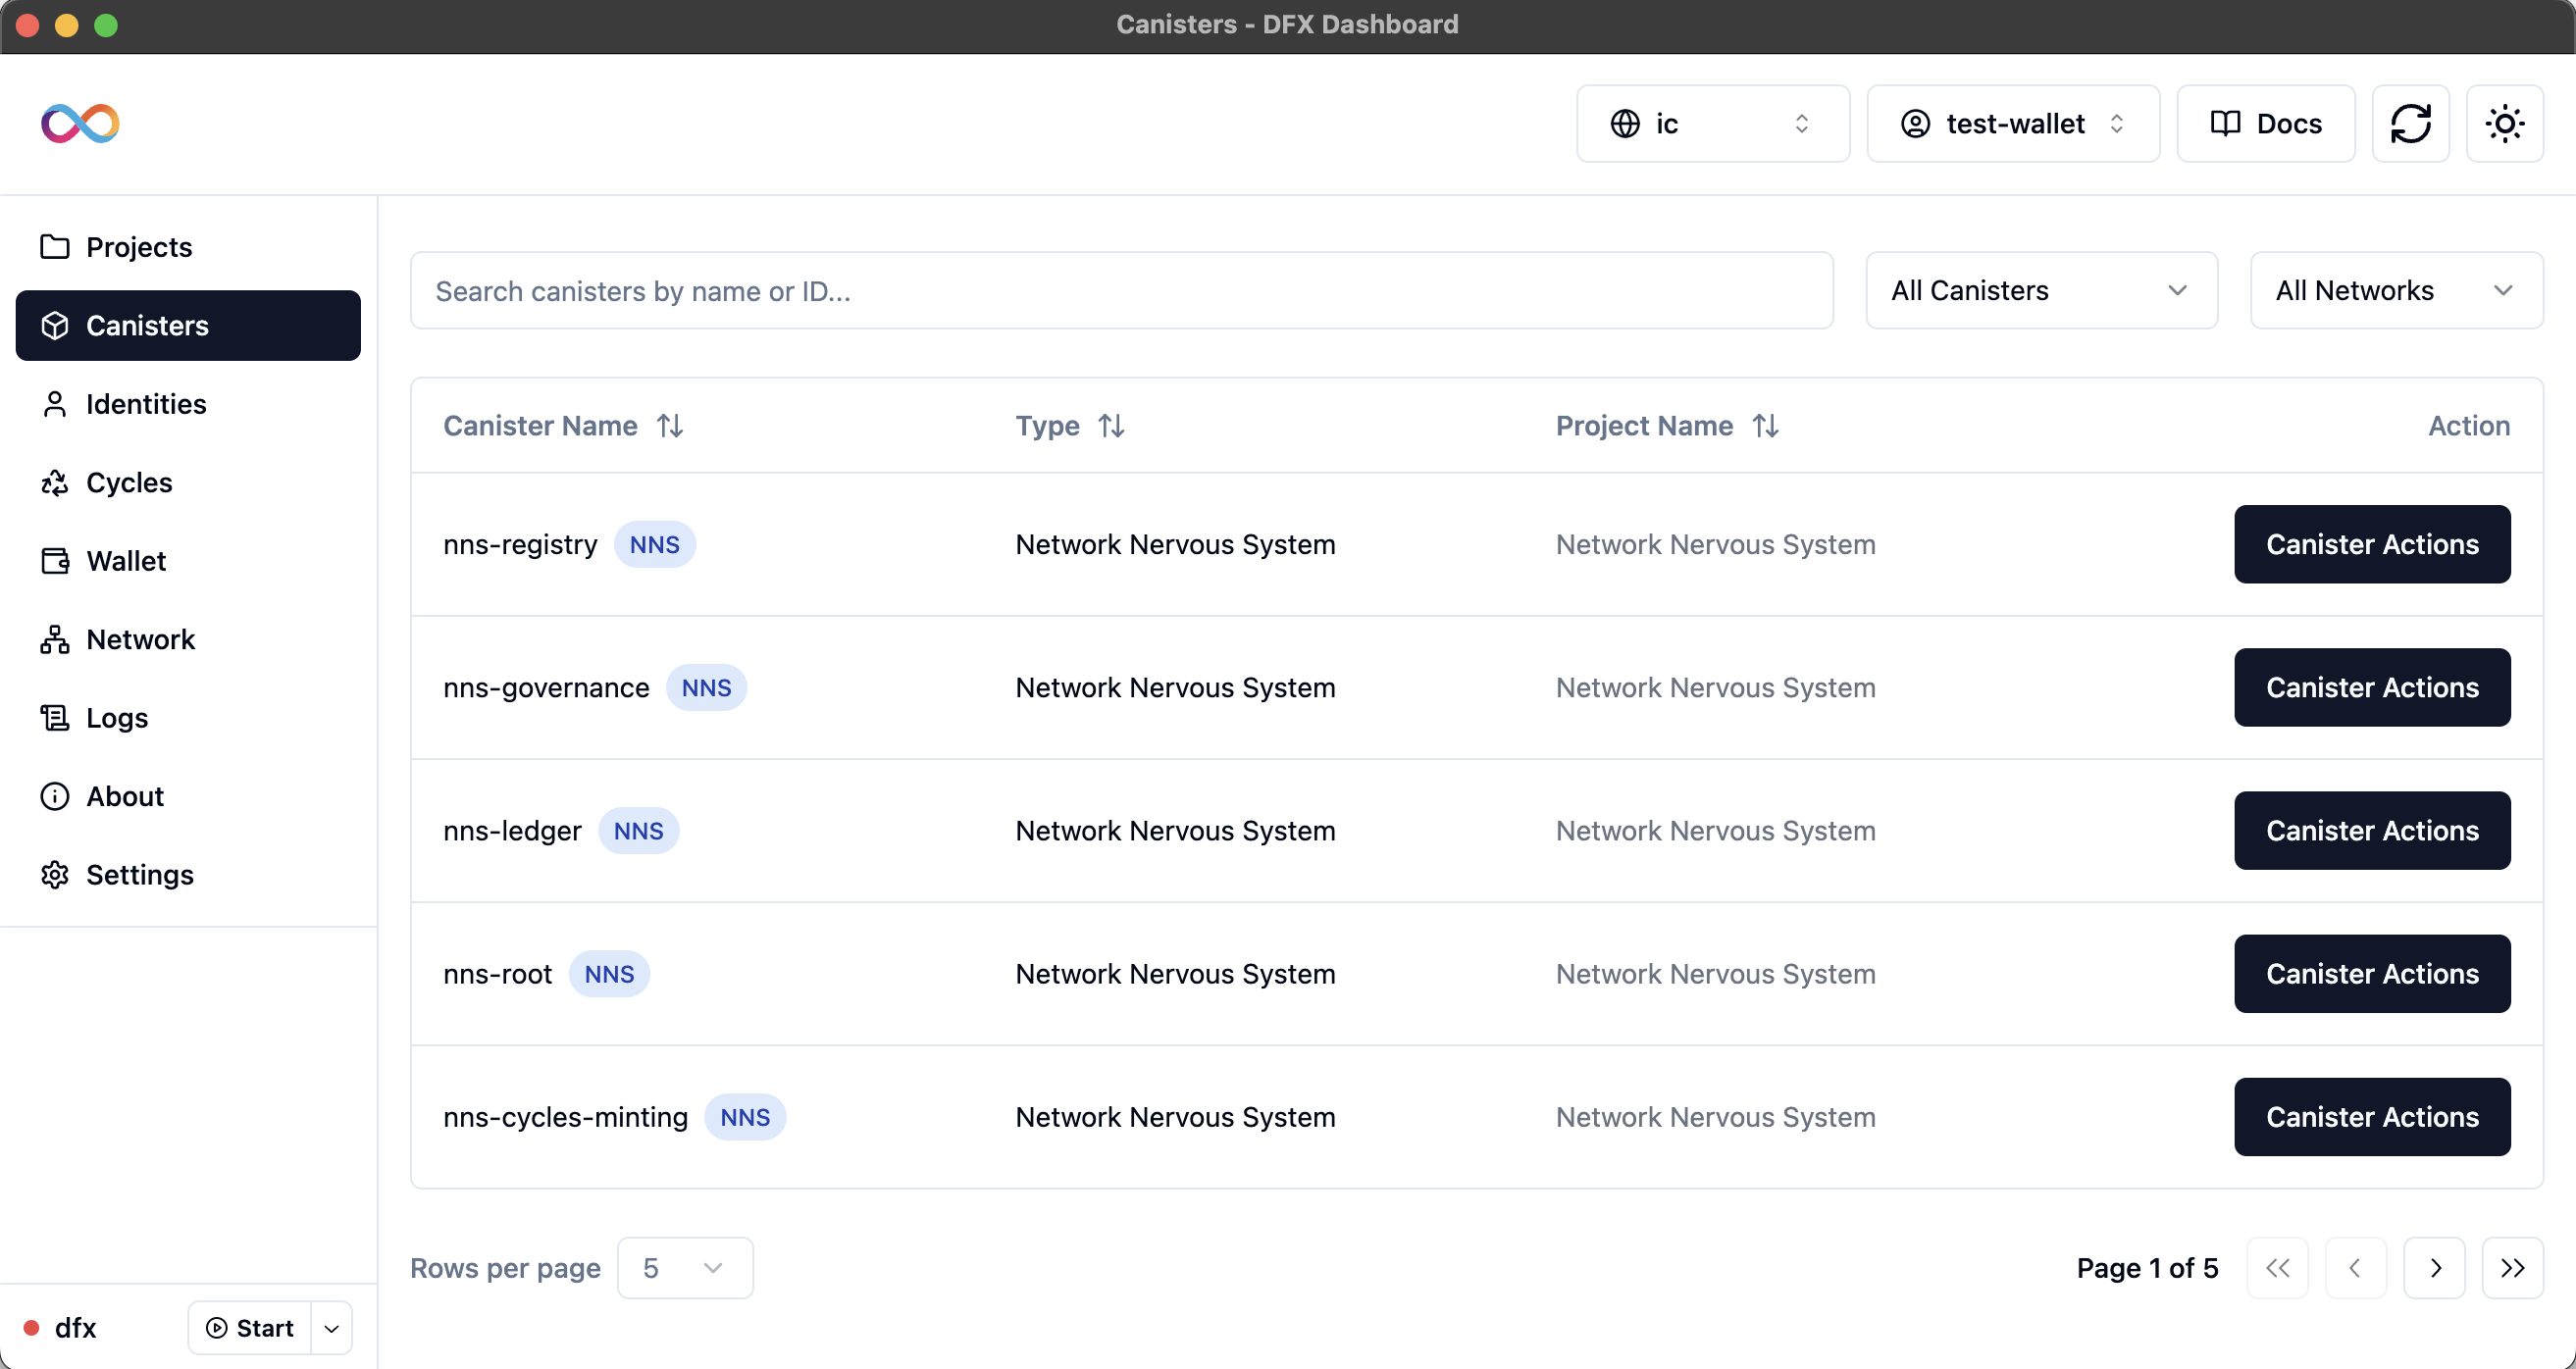 Canisters - DFX Dashboard
ic
test-wallet
Docs
Projects
Canisters
Identities
Cycles
Wallet
Network
Logs
About
Settings
dfx
Start
Search canisters by name or ID...
All Canisters
All Networks
Canister Name Type Project Name Action
nns-registry NNS Network Nervous System Network Nervous System Canister Actions
nns-governance NNS Network Nervous System Network Nervous System Canister Actions
nns-ledger NNS Network Nervous System Network Nervous System Canister Actions
nns-root NNS Network Nervous System Network Nervous System Canister Actions
nns-cycles-minting NNS Network Nervous System Network Nervous System Canister Actions
Rows per page 5
Page 1 of 5